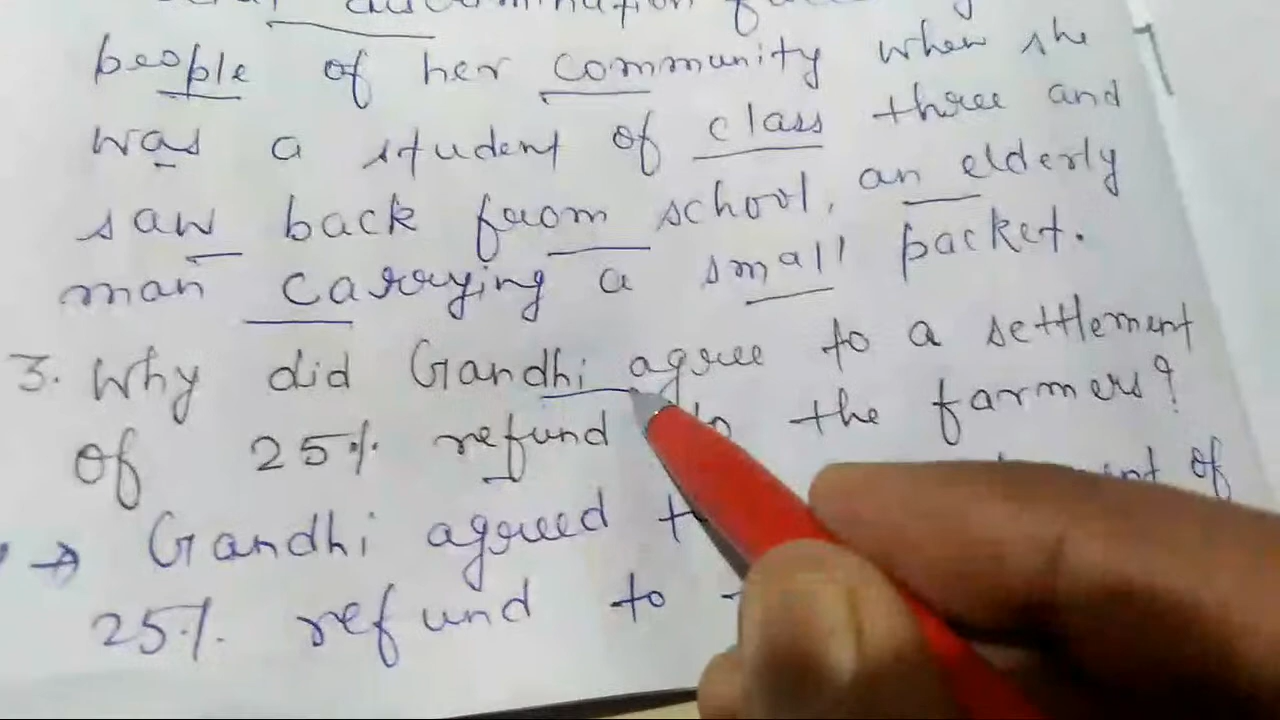 people of her community when she
was a student of class three and
saw back from school, an elderly
man carrying a small packet.
3. Why did Gandhi agree to a settlement
of 25% refund to the farmers?
→ Gandhi agreed of
25% refund to